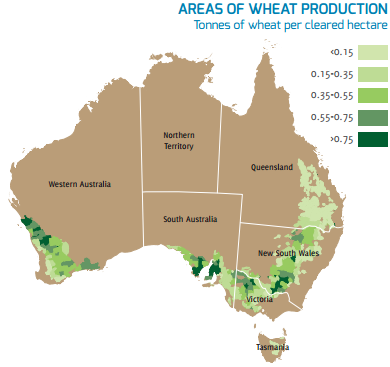 AREAS OF WHEAT PRODUCTION
Tonnes of wheat per cleared hectare
<0.15
0.15-0.35
0.35-0.55
0.55-0.75
>0.75
Northern
Territory
Queensland
Western Australia
South Australia
New South Wales
Victoria
Tasmania